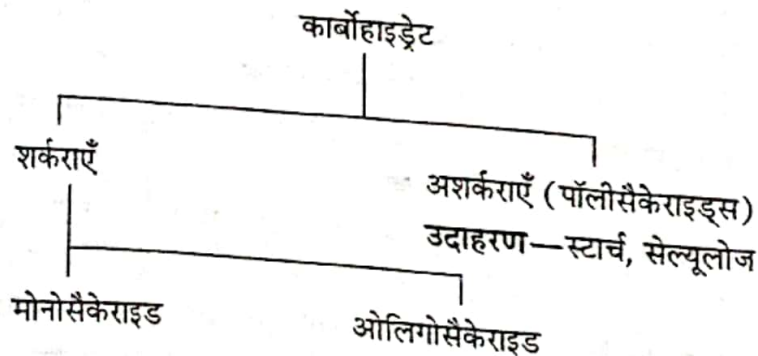 कार्बोहाइड्रेट
शर्कराएँ
अशर्कराएँ (पॉलीसैकेराइड्स)
उदाहरण—स्टार्च, सेल्यूलोज
मोनोसैकेराइड
ओलिगोसैकेराइड